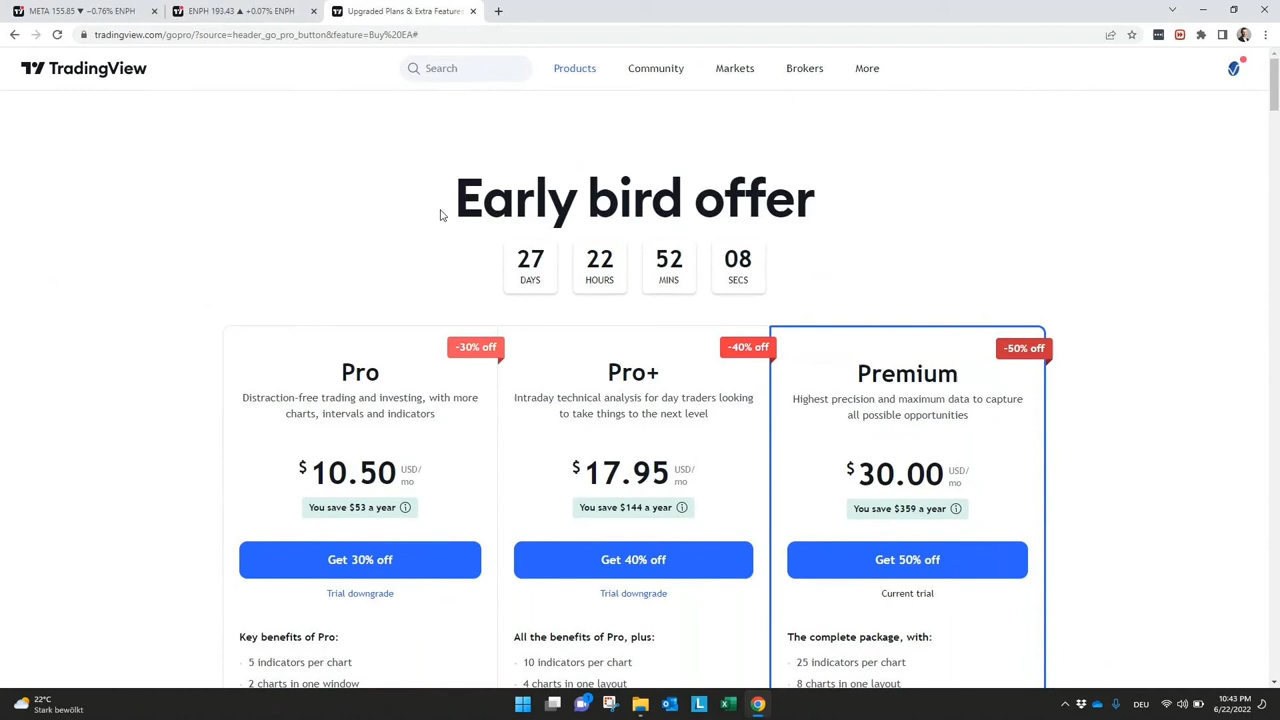 META 155.85 ▼ −0.76% ENPH
ENPH 193.43 ▲ +0.07% ENPH
Upgraded Plans & Extra Features
tradingview.com/gopro/?source=header_go_pro_button&feature=Buy%20EA#
TradingView
Search
Products
Community
Markets
Brokers
More
Early bird offer
27
22
52
08
DAYS
HOURS
MINS
SECS
-30% off
Pro
Distraction-free trading and investing, with more
charts, intervals and indicators
$10.50 USD/
mo
You save $53 a year
Get 30% off
Trial downgrade
Key benefits of Pro:
5 indicators per chart
2 charts in one window
-40% off
Pro+
Intraday technical analysis for day traders looking
to take things to the next level
$17.95 USD/
mo
You save $144 a year
Get 40% off
Trial downgrade
All the benefits of Pro, plus:
10 indicators per chart
4 charts in one layout
-50% off
Premium
Highest precision and maximum data to capture
all possible opportunities
$30.00 USD/
mo
You save $359 a year
Get 50% off
Current trial
The complete package, with:
25 indicators per chart
8 charts in one layout
22°C
Stark bewölkt
DEU
10:43 PM
6/22/2022